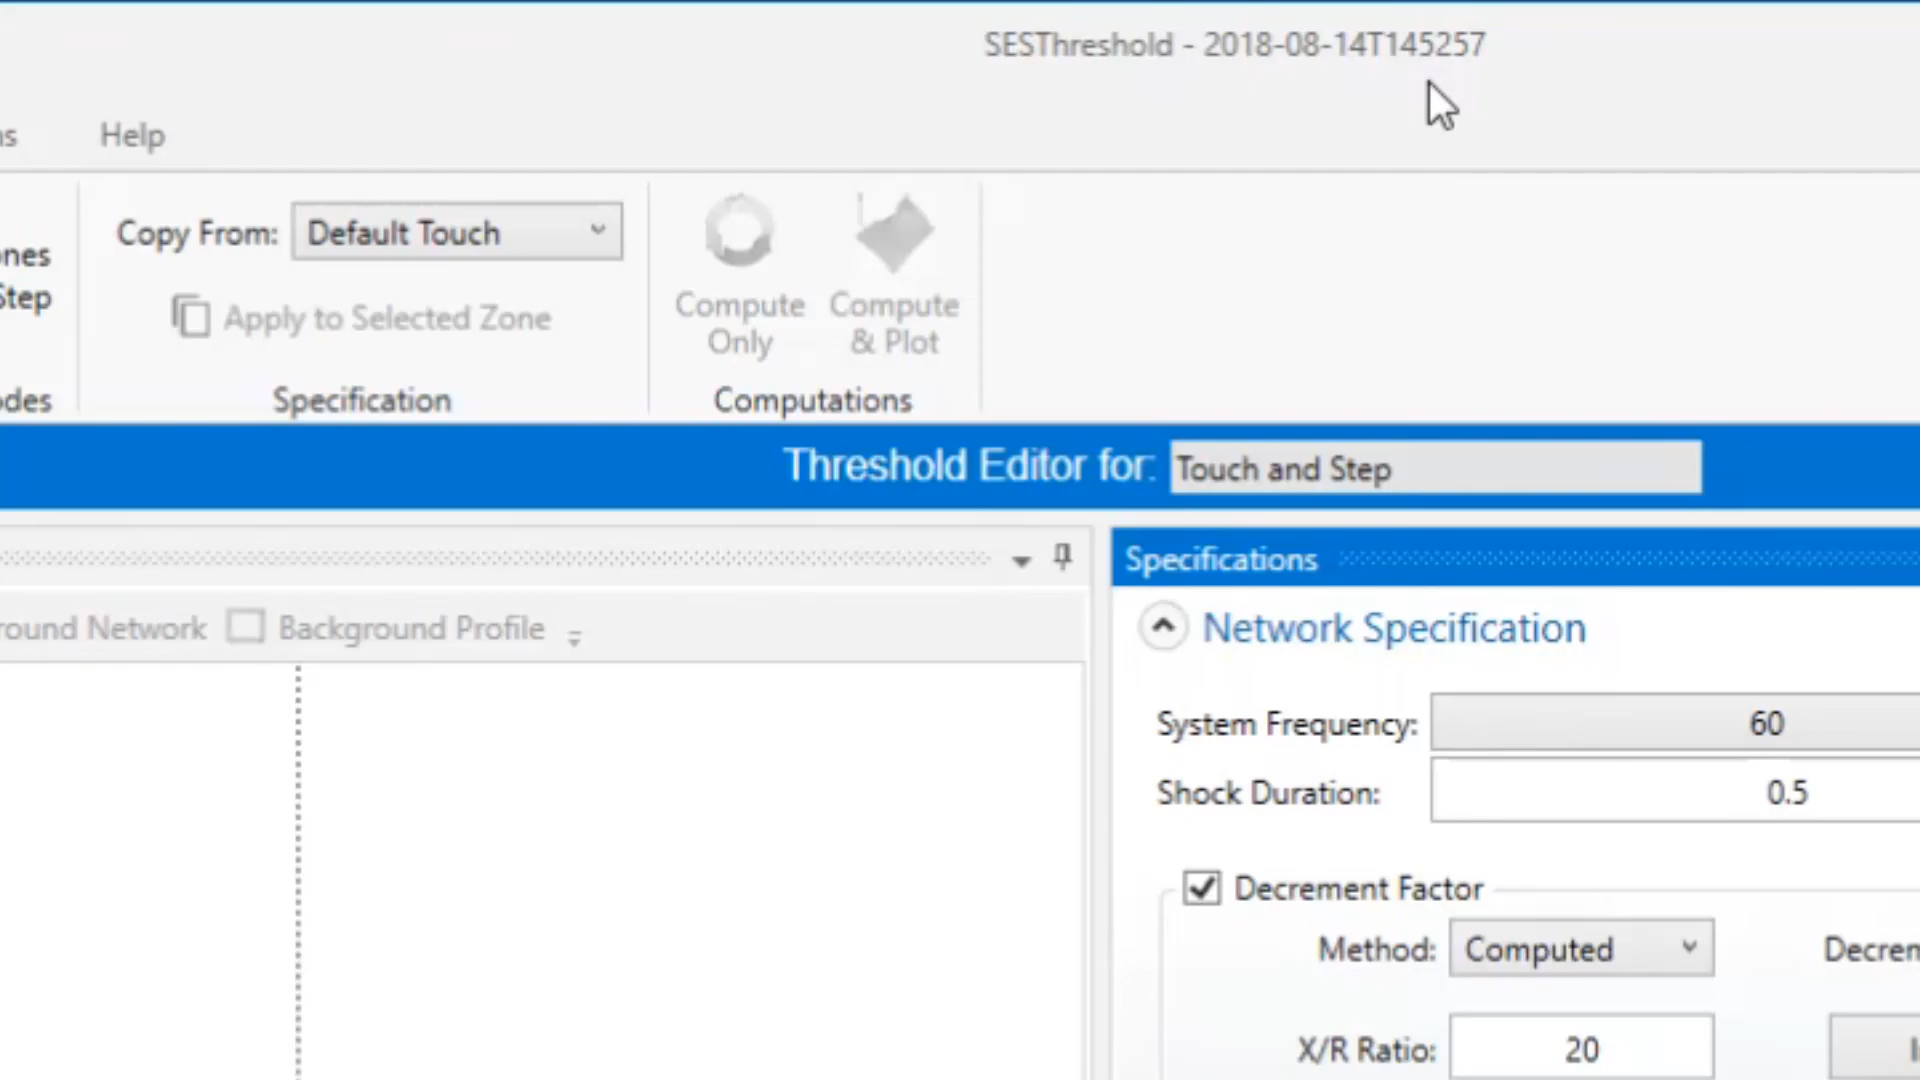 SESThreshold - 2018-08-14T145257
Help
Copy From: Default Touch
Step
Apply to Selected Zone
Compute Only
Compute & Plot
Specification
Computations
Threshold Editor for: Touch and Step
Specifications
Background Profile
Network
Network Specification
System Frequency: 60
Shock Duration: 0.5
Decrement Factor
Method: Computed
X/R Ratio: 20